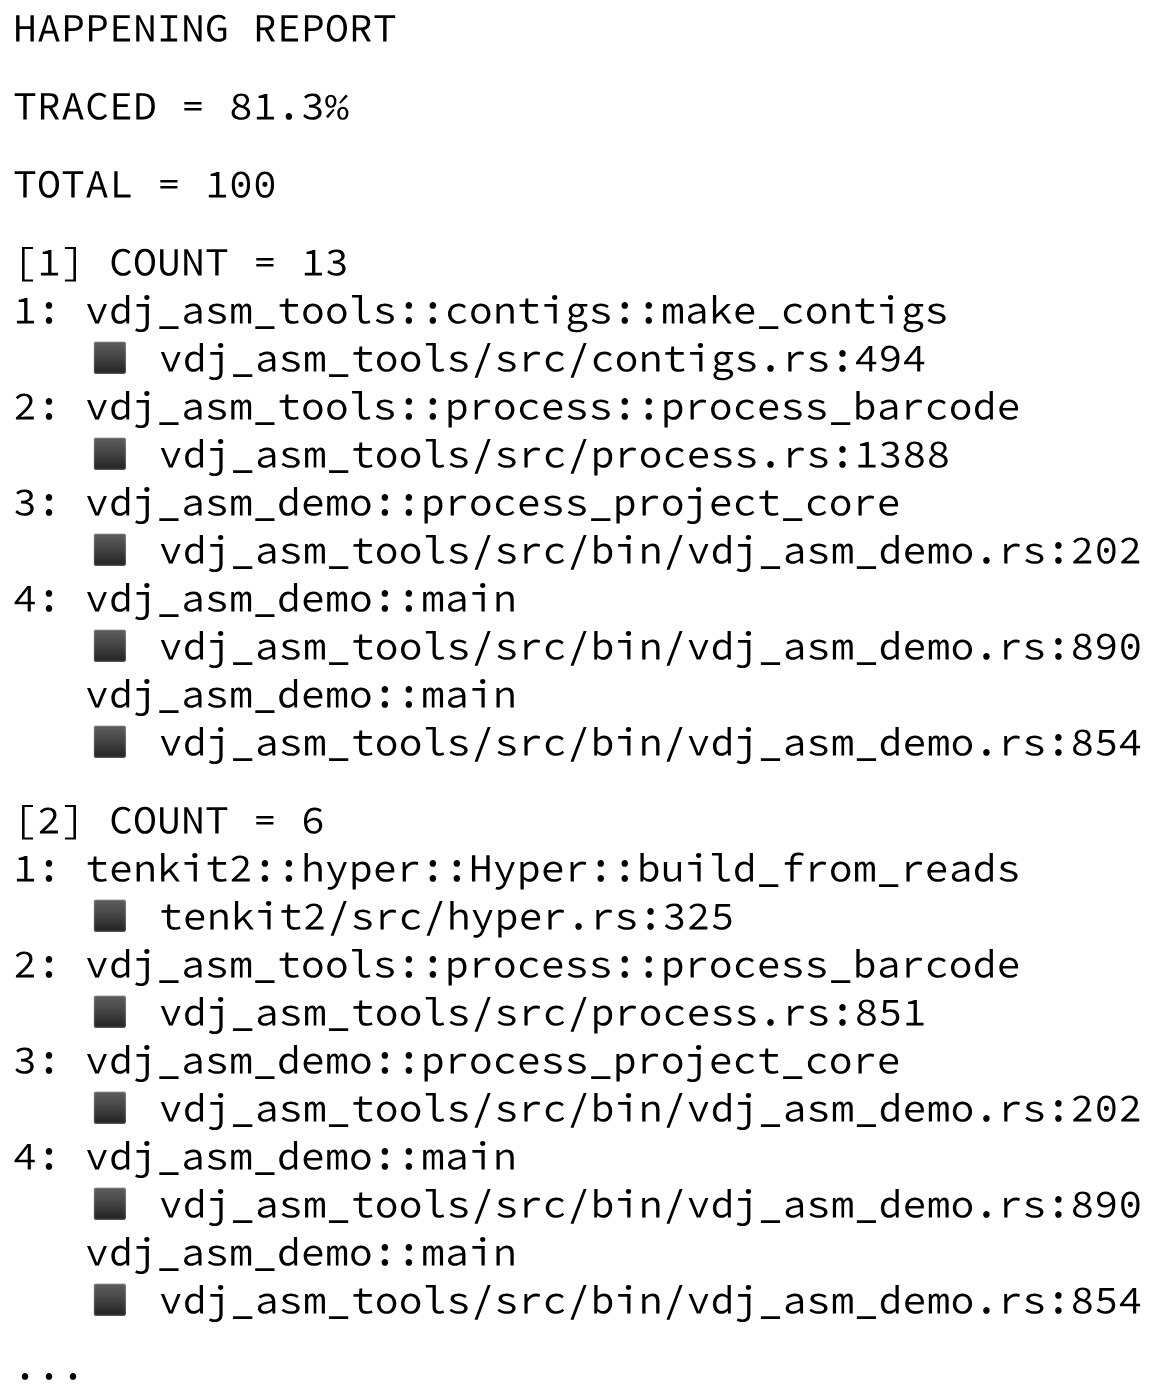 HAPPENING REPORT
TRACED = 81.3%
TOTAL = 100
[1] COUNT = 13
1: vdj_asm_tools::contigs::make_contigs
◼ vdj_asm_tools/src/contigs.rs:494
2: vdj_asm_tools::process::process_barcode
◼ vdj_asm_tools/src/process.rs:1388
3: vdj_asm_demo::process_project_core
◼ vdj_asm_tools/src/bin/vdj_asm_demo.rs:202
4: vdj_asm_demo::main
◼ vdj_asm_tools/src/bin/vdj_asm_demo.rs:890
vdj_asm_demo::main
◼ vdj_asm_tools/src/bin/vdj_asm_demo.rs:854
[2] COUNT = 6
1: tenkit2::hyper::Hyper::build_from_reads
◼ tenkit2/src/hyper.rs:325
2: vdj_asm_tools::process::process_barcode
◼ vdj_asm_tools/src/process.rs:851
3: vdj_asm_demo::process_project_core
◼ vdj_asm_tools/src/bin/vdj_asm_demo.rs:202
4: vdj_asm_demo::main
◼ vdj_asm_tools/src/bin/vdj_asm_demo.rs:890
vdj_asm_demo::main
◼ vdj_asm_tools/src/bin/vdj_asm_demo.rs:854
...